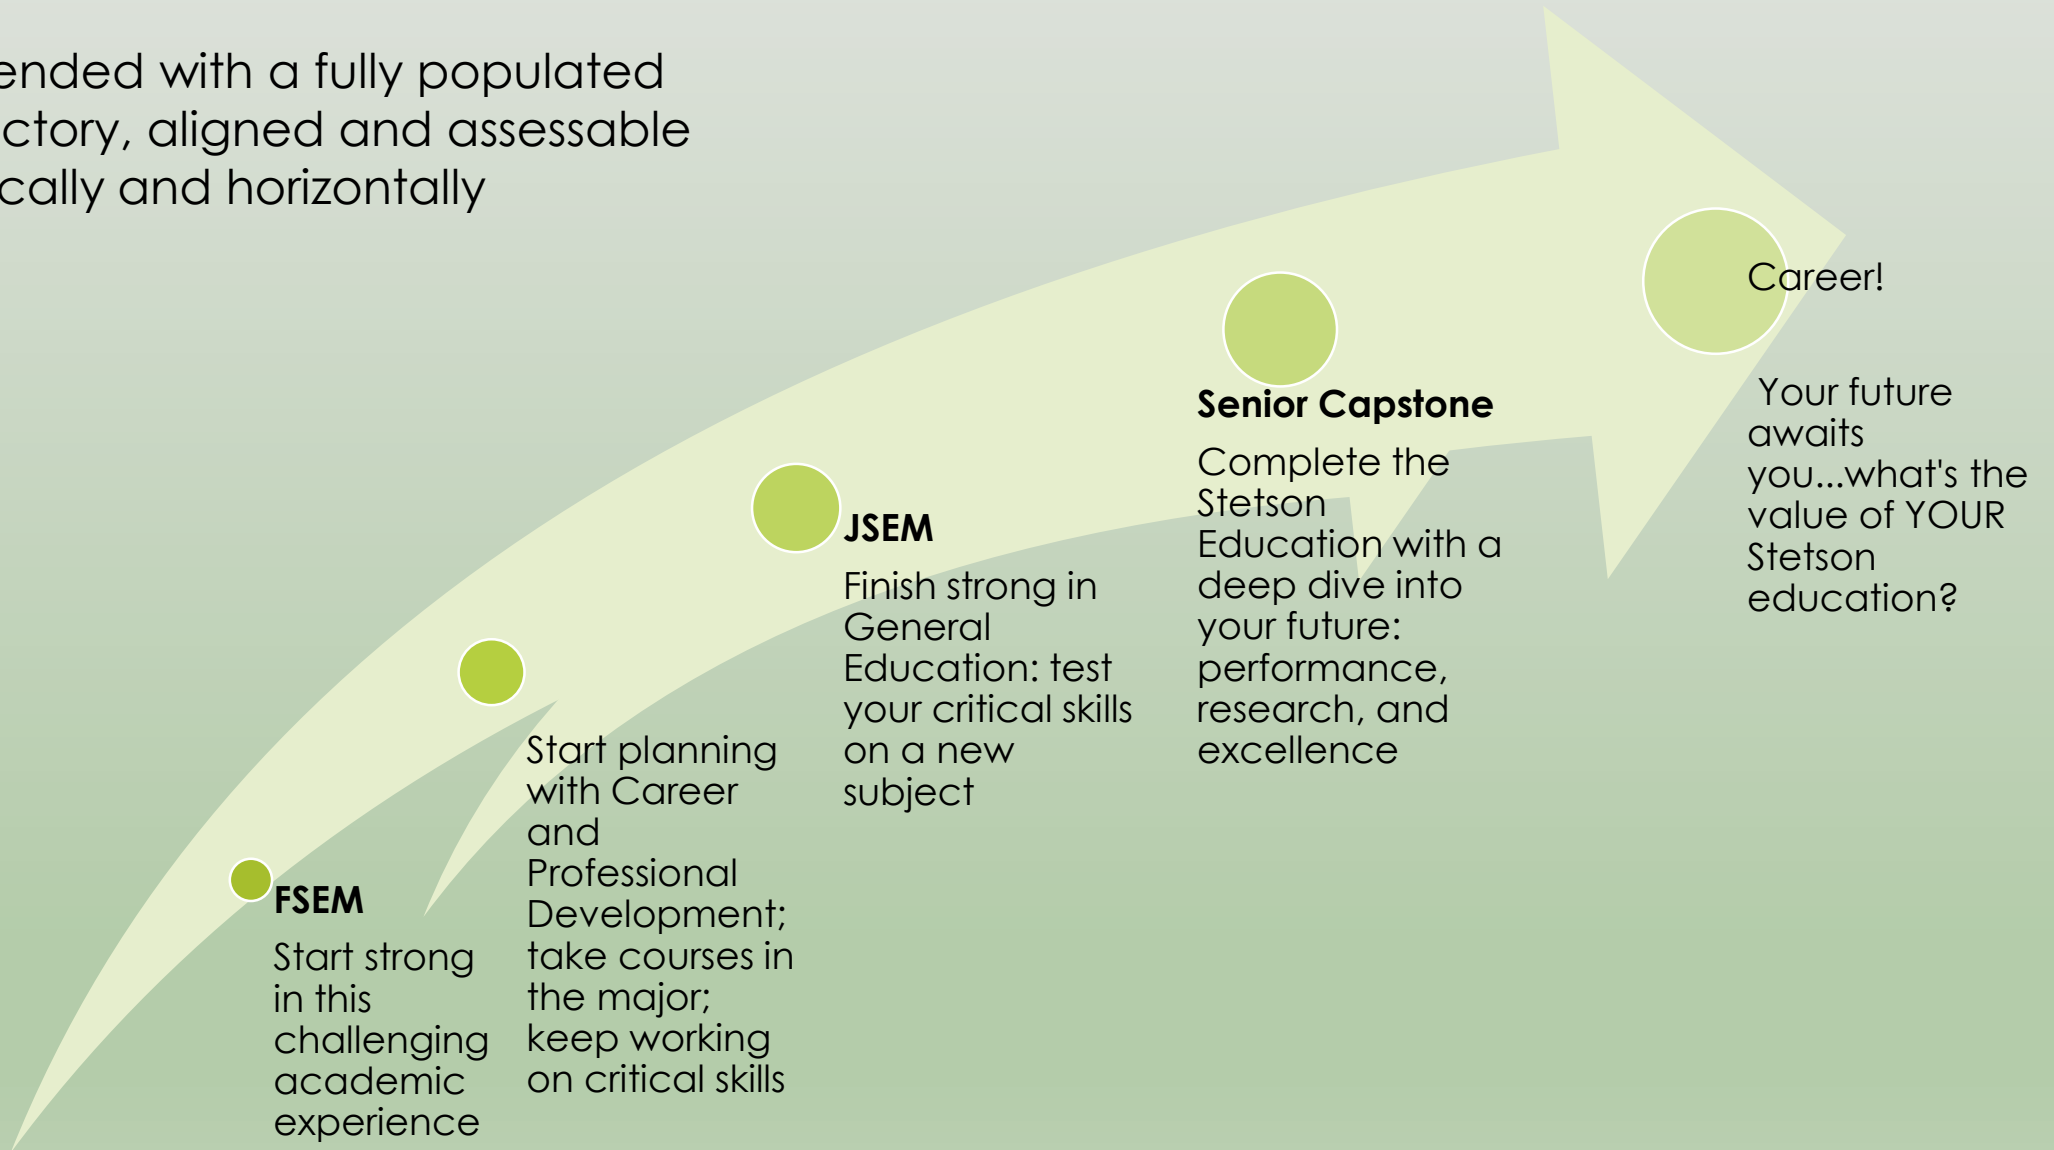 ended with a fully populated
ctory, aligned and assessable
cally and horizontally
FSEM
Start strong
in this
challenging
academic
experience
Start planning
with Career
and
Professional
Development;
take courses in
the major;
keep working
on critical skills
JSEM
Finish strong in
General
Education: test
your critical skills
on a new
subject
Senior Capstone
Complete the
Stetson
Education with a
deep dive into
your future:
performance,
research, and
excellence
Career!
Your future
awaits
you...what's the
value of YOUR
Stetson
education?